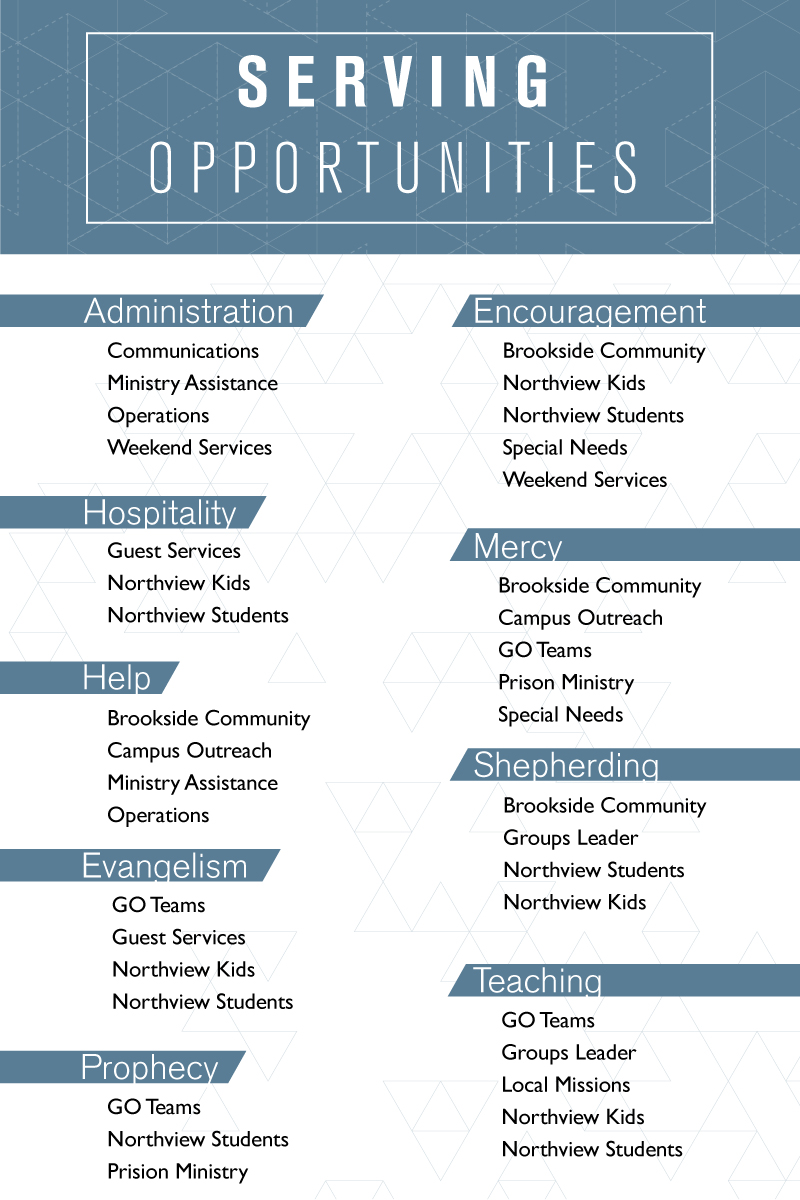 SERVING
OPPORTUNITIES
Administration
Communications
Ministry Assistance
Operations
Weekend Services
Hospitality
Guest Services
Northview Kids
Northview Students
Help
Brookside Community
Campus Outreach
Ministry Assistance
Operations
Evangelism
GO Teams
Guest Services
Northview Kids
Northview Students
Prophecy
GO Teams
Northview Students
Prision Ministry
Encouragement
Brookside Community
Northview Kids
Northview Students
Special Needs
Weekend Services
Mercy
Brookside Community
Campus Outreach
GO Teams
Prison Ministry
Special Needs
Shepherding
Brookside Community
Groups Leader
Northview Students
Northview Kids
Teaching
GO Teams
Groups Leader
Local Missions
Northview Kids
Northview Students